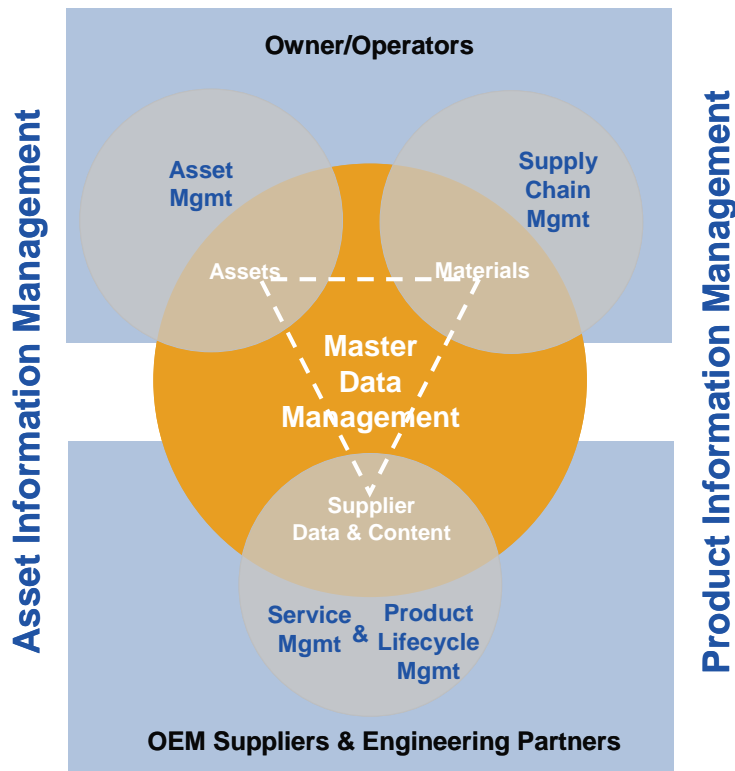 Owner/Operators
Asset Information Management
Product Information Management
Asset
Mgmt
Supply
Chain
Mgmt
Assets
Materials
Master
Data
Management
Supplier
Data & Content
Service
Mgmt
&
Product
Lifecycle
Mgmt
OEM Suppliers & Engineering Partners